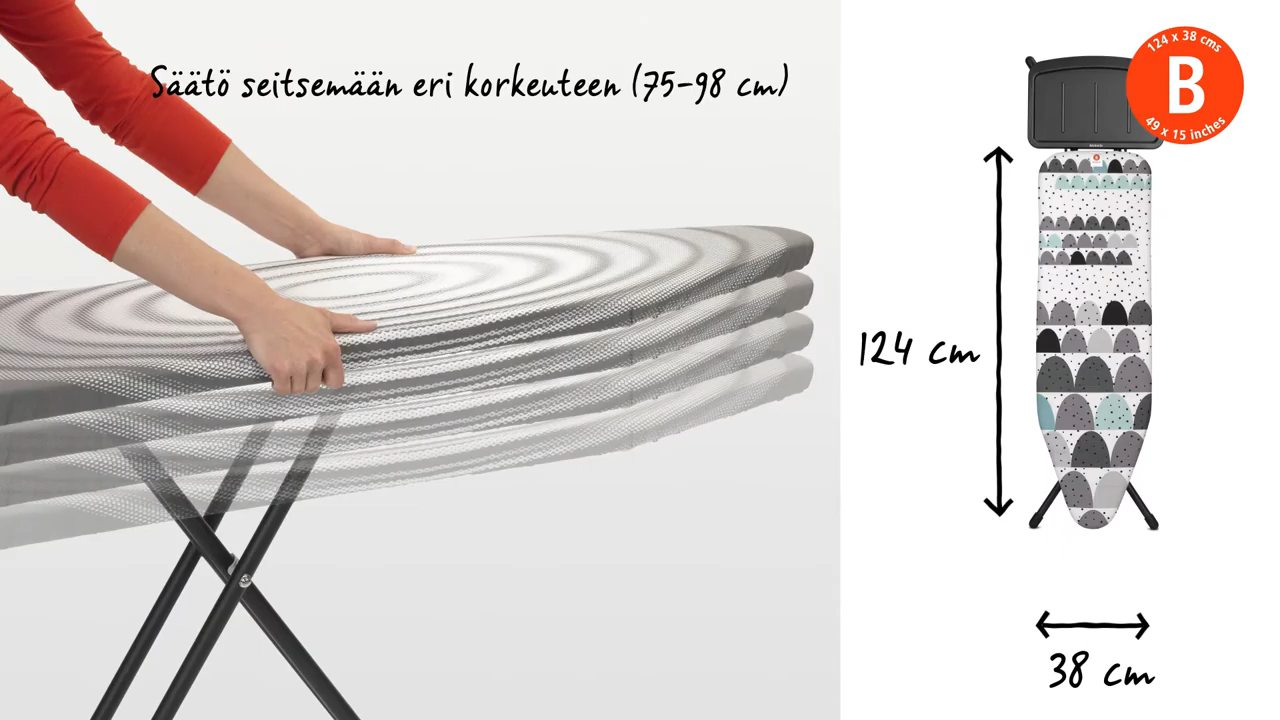 Säätö seitsemään eri korkeuteen (75-98 cm)
124 x 38 cms
B
49 x 15 inches
124 cm
38 cm